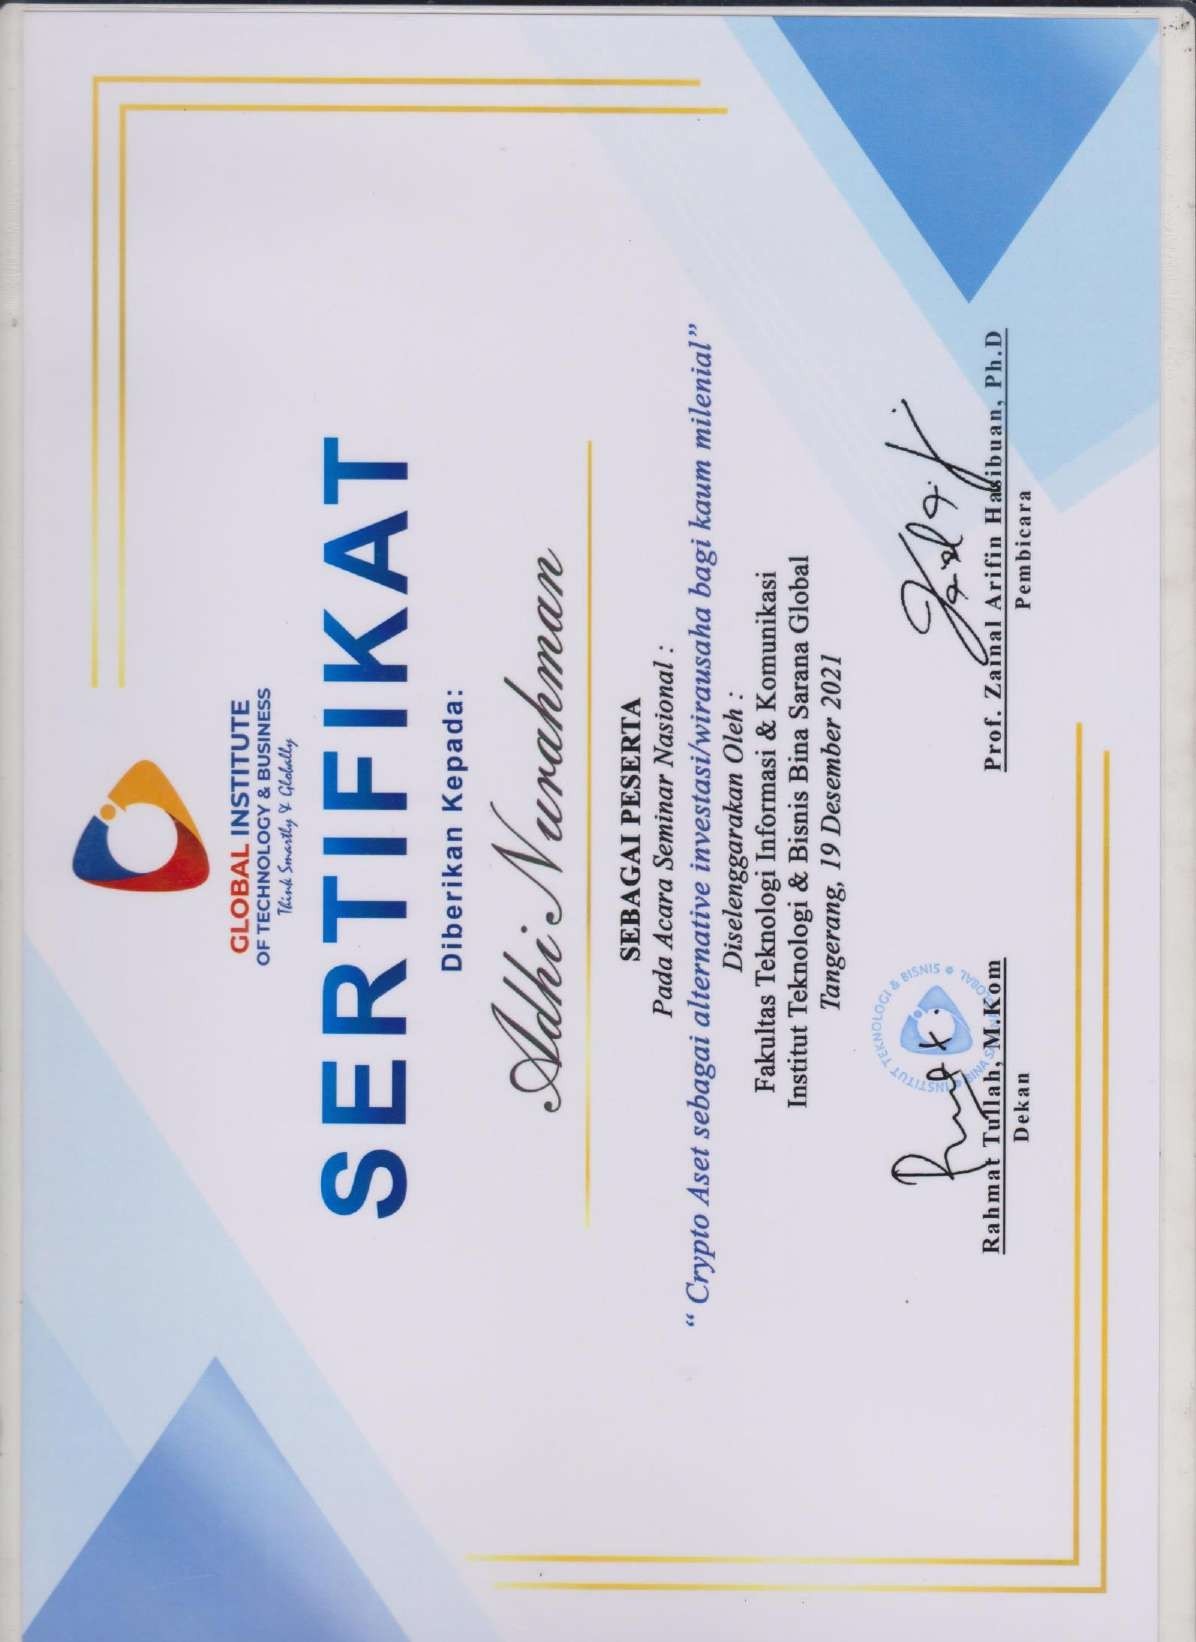 GLOBAL INSTITUTE
OF TECHNOLOGY & BUSINESS
Think Smartly & Globally
SERTIFIKAT
Diberikan Kepada:
Adhi Nurahman
SEBAGAI PESERTA
Pada Acara Seminar Nasional :
“ Crypto Aset sebagai alternative investasi/wirausaha bagi kaum milenial”
Diselenggarakan Oleh :
Fakultas Teknologi Informasi & Komunikasi
Institut Teknologi & Bisnis Bina Sarana Global
Tangerang, 19 Desember 2021
INSTITUT TEKNOLOGI & BISNIS
BINA SARANA GLOBAL
Rahmat Tullah, M.Kom
Dekan
Prof. Zainal Arifin Hasibuan, Ph.D
Pembicara